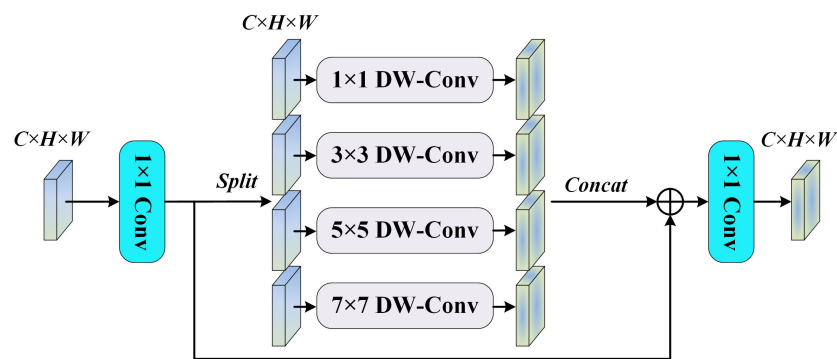 C×H×W
1×1 DW-Conv
C×H×W
C×H×W
3×3 DW-Conv
1×1 Conv
Split
Concat
1×1 Conv
5×5 DW-Conv
7×7 DW-Conv